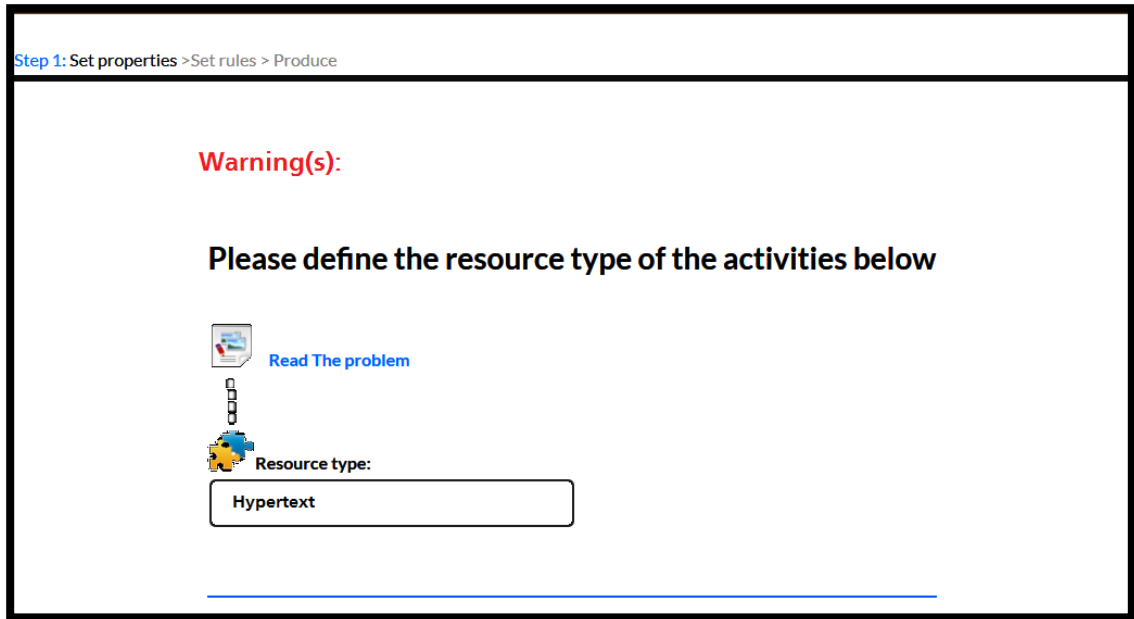 Step 1: Set properties >Set rules > Produce
Warning(s):
Please define the resource type of the activities below
Read The problem
Resource type:
Hypertext